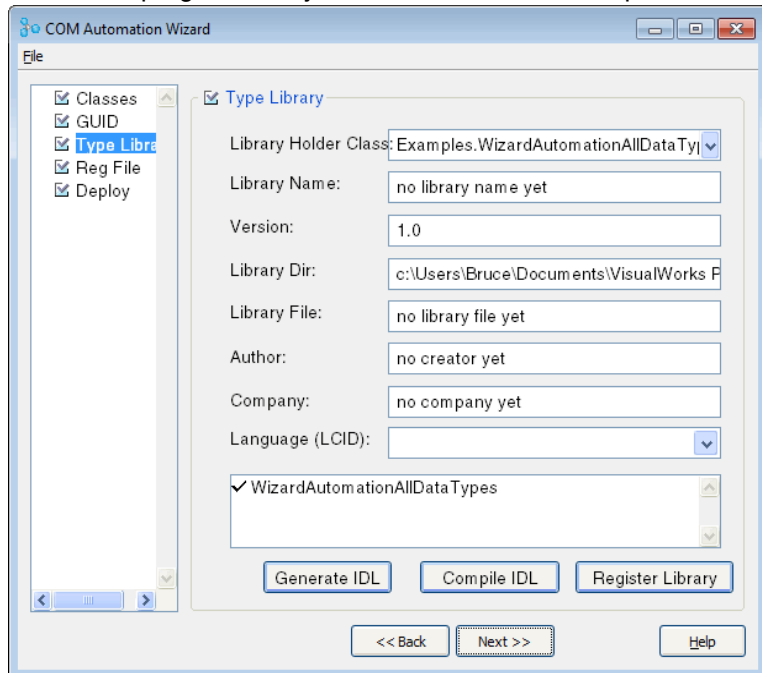 COM Automation Wizard
File
Classes
GUID
Type Libra
Reg File
Deploy
Type Library
Library Holder Class: Examples.WizardAutomationAllDataTy
Library Name: no library name yet
Version: 1.0
Library Dir: c:\Users\Bruce\Documents\VisualWorks P
Library File: no library file yet
Author: no creator yet
Company: no company yet
Language (LCID):
WizardAutomationAllDataTypes
Generate IDL Compile IDL Register Library
<< Back Next >> Help